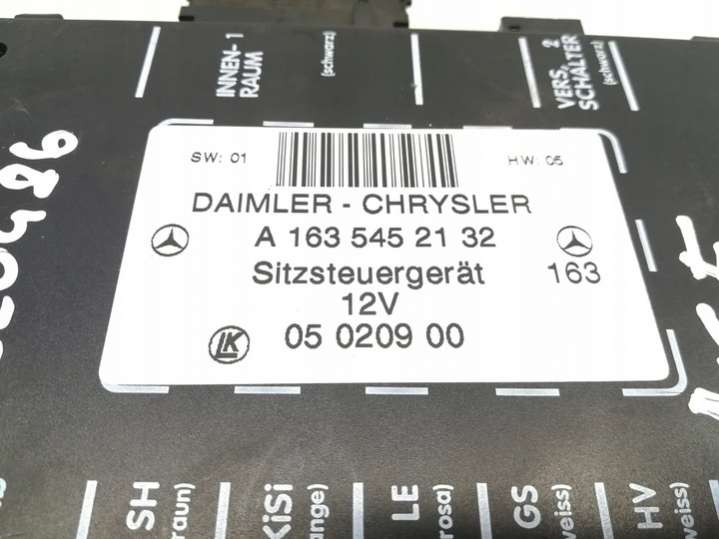 INNEN- 1
RAUM
(schwarz)
VERS. 2
SCHALTER
(schwarz)
SW: 01
HW: 05
DAIMLER - CHRYSLER
A 163 545 21 32
Sitzsteuergerät
163
12V
05 0209 00
LK
SH
KiSi
LE
rosa)
GS
HV